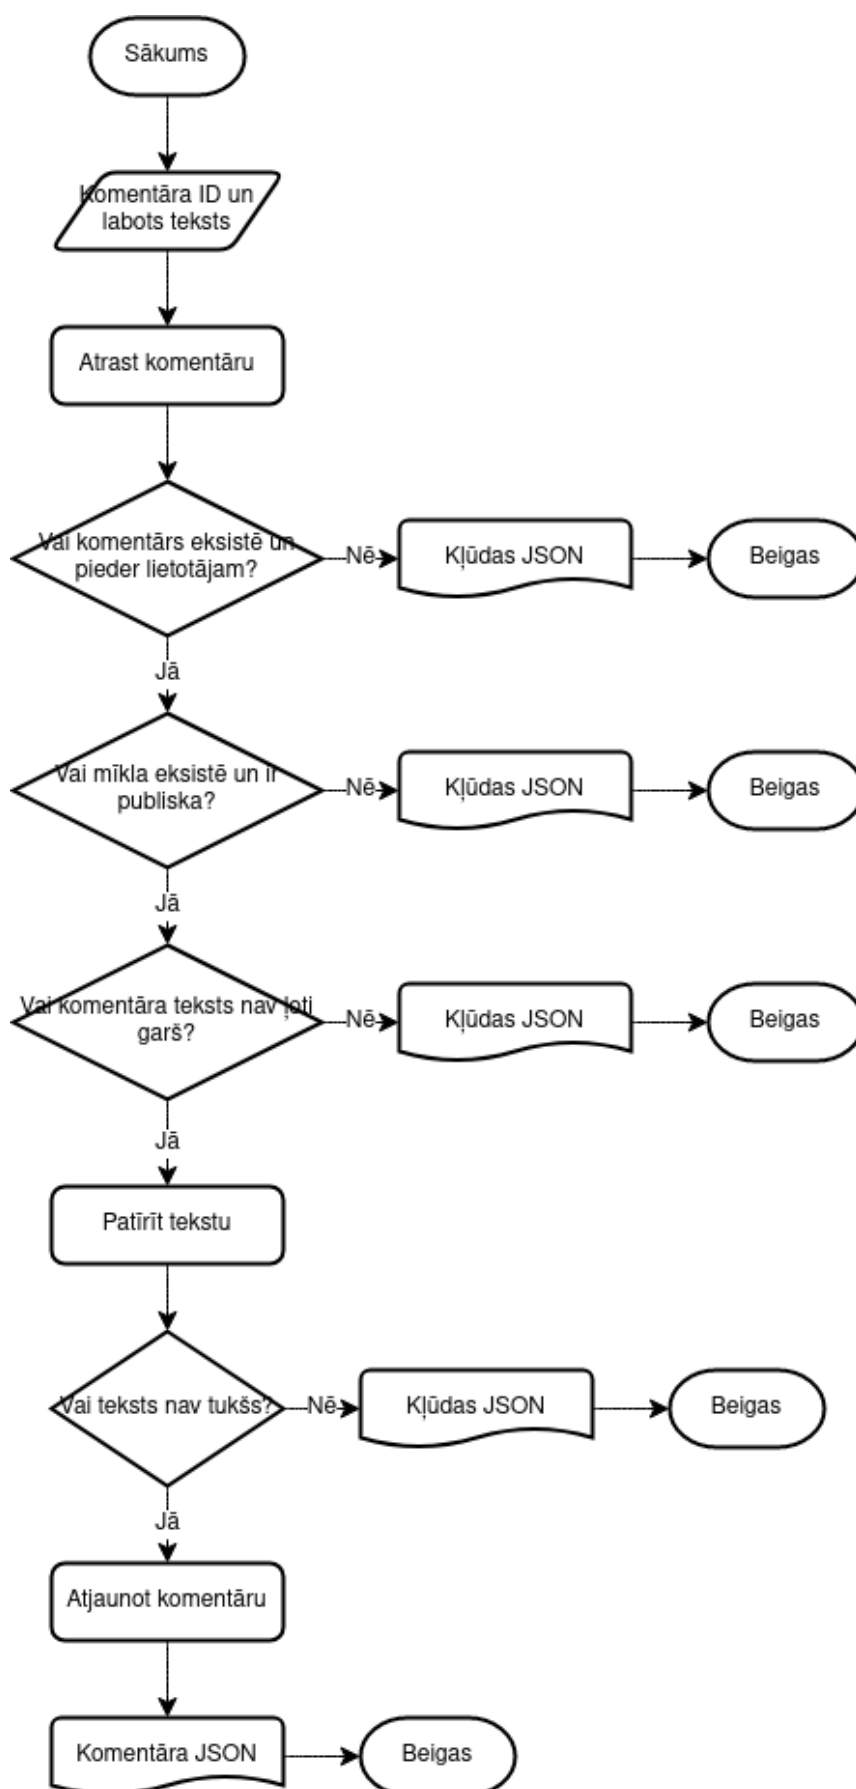 Sākums
Komentāra ID un
labots teksts
Atrast komentāru
Vai komentārs eksistē un
pieder lietotājam?
Nē
Kļūdas JSON
Beigas
Jā
Vai mīkla eksistē un ir
publiska?
Nē
Kļūdas JSON
Beigas
Jā
Vai komentāra teksts nav ļoti
garš?
Nē
Kļūdas JSON
Beigas
Jā
Patīrīt tekstu
Vai teksts nav tukšs?
Nē
Kļūdas JSON
Beigas
Jā
Atjaunot komentāru
Komentāra JSON
Beigas